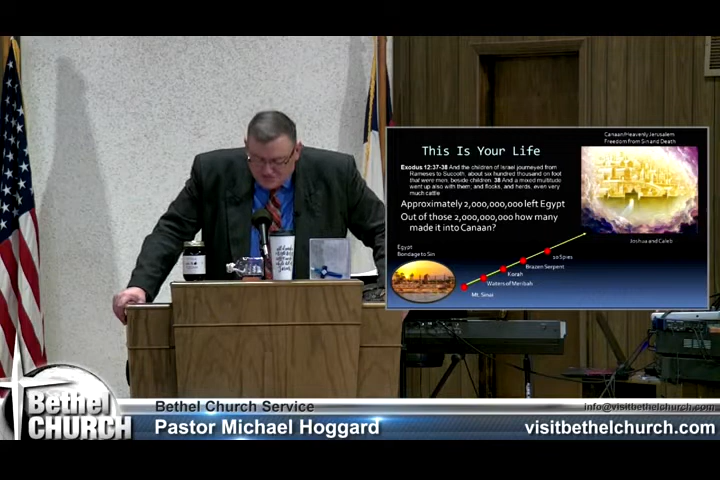 This Is Your Life
Exodus 12:37-38 And the children of Israel journeyed from
Rameses to Succoth, about six hundred thousand on foot
that were men, beside children. 38 And a mixed multitude
went up also with them; and flocks, and herds, even very
much cattle
Approximately 2,000,000,000 left Egypt
Out of those 2,000,000,000 how many
made it into Canaan?
Canaan/Heavenly Jerusalem
Freedom from Sin and Death
Joshua and Caleb
Egypt
Bondage to Sin
10 Spies
Brazen Serpent
Korah
Waters of Meribah
Mt. Sinai
Bethel
CHURCH
Bethel Church Service
info@visitbethelchurch.com
Pastor Michael Hoggard
visitbethelchurch.com